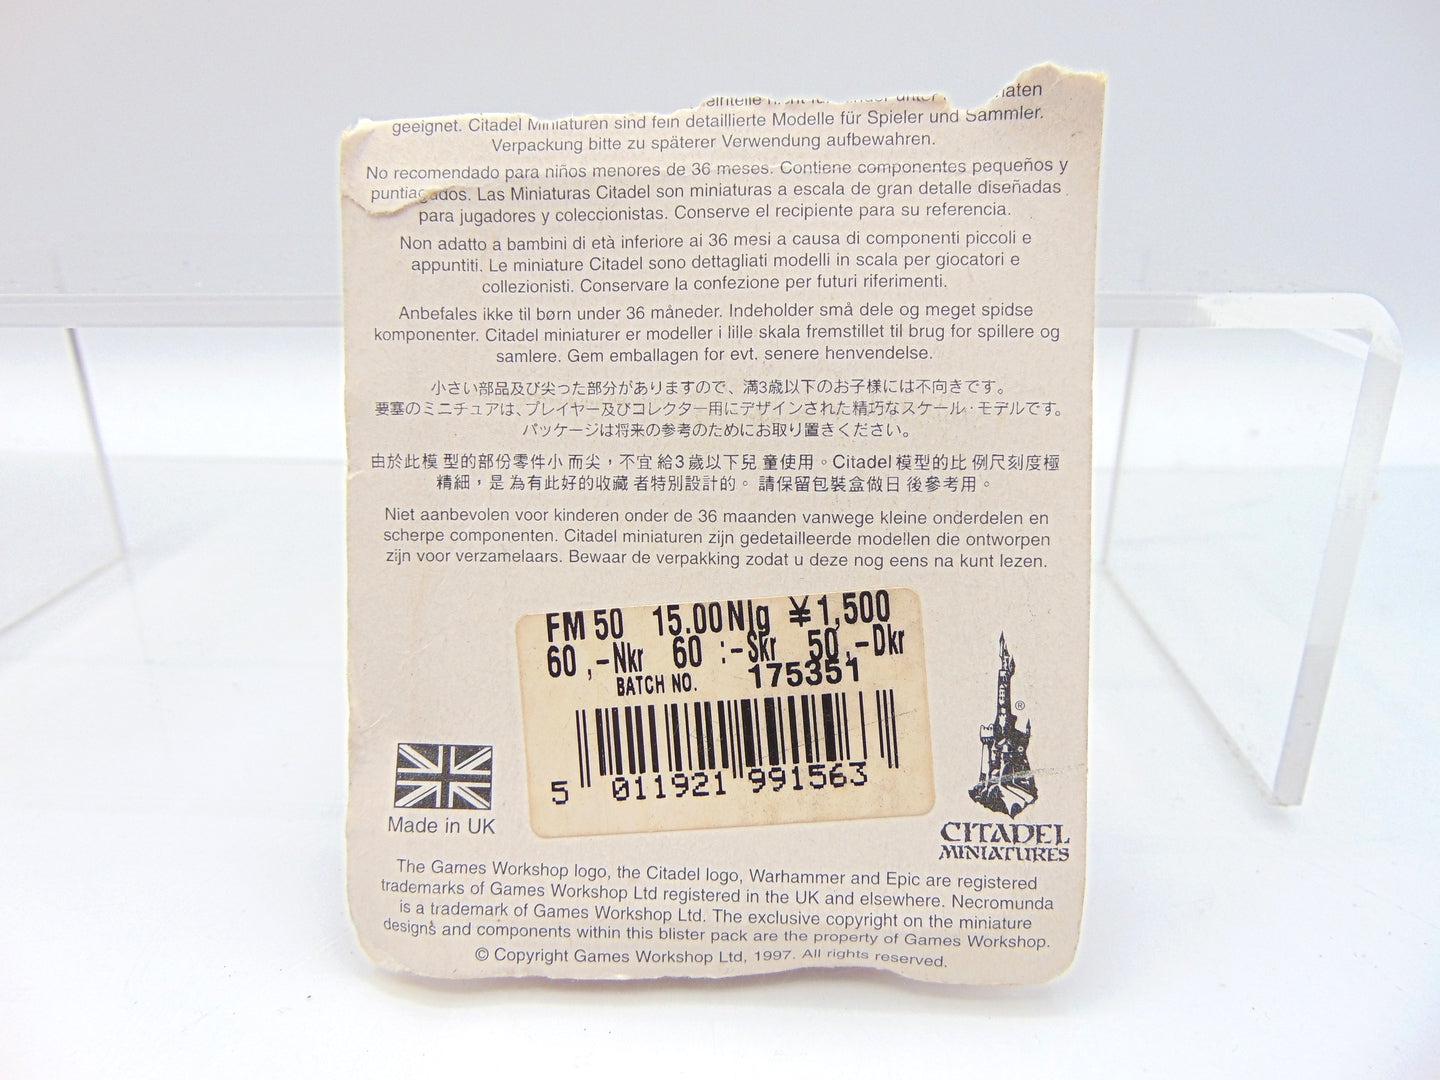 geeignet. Citadel Miniaturen sind fein detaillierte Modelle für Spieler und Sammler.
Verpackung bitte zu späterer Verwendung aufbewahren.
No recomendado para niños menores de 36 meses. Contiene componentes pequeños y
puntiagudos. Las Miniaturas Citadel son miniaturas a escala de gran detalle diseñadas
para jugadores y coleccionistas. Conserve el recipiente para su referencia.
Non adatto a bambini di età inferiore ai 36 mesi a causa di componenti piccoli e
appuntiti. Le miniature Citadel sono dettagliati modelli in scala per giocatori e
collezionisti. Conservare la confezione per futuri riferimenti.
Anbefales ikke til børn under 36 måneder. Indeholder små dele og meget spidse
komponenter. Citadel miniaturer er modeller i lille skala fremstillet til brug for spillere og
samlere. Gem emballagen for evt. senere henvendelse.
小さい部品及び尖った部分がありますので、満3歳以下のお子様には不向きです。
要塞のミニチュアは、プレイヤー及びコレクター用にデザインされた精巧なスケール・モデルです。
パッケージは将来の参考のためにお取り置きください。
由於此模 型的部份零件小 而尖，不宜 給3 歲以下兒 童使用。Citadel 模型的比 例尺刻度極
精細，是 為有此好的收藏 者特別設計的。 請保留包裝盒做日 後參考用。
Niet aanbevolen voor kinderen onder de 36 maanden vanwege kleine onderdelen en
scherpe componenten. Citadel miniaturen zijn gedetailleerde modellen die ontworpen
zijn voor verzamelaars. Bewaar de verpakking zodat u deze nog eens na kunt lezen.
FM 50 15.00Nlg ¥1,500
60,-Nkr 60:-Skr 50,-Dkr
BATCH NO. 175351
5 011921 991563
Made in UK
®
CITADEL
MINIATURES
The Games Workshop logo, the Citadel logo, Warhammer and Epic are registered
trademarks of Games Workshop Ltd registered in the UK and elsewhere. Necromunda
is a trademark of Games Workshop Ltd. The exclusive copyright on the miniature
designs and components within this blister pack are the property of Games Workshop.
© Copyright Games Workshop Ltd, 1997. All rights reserved.